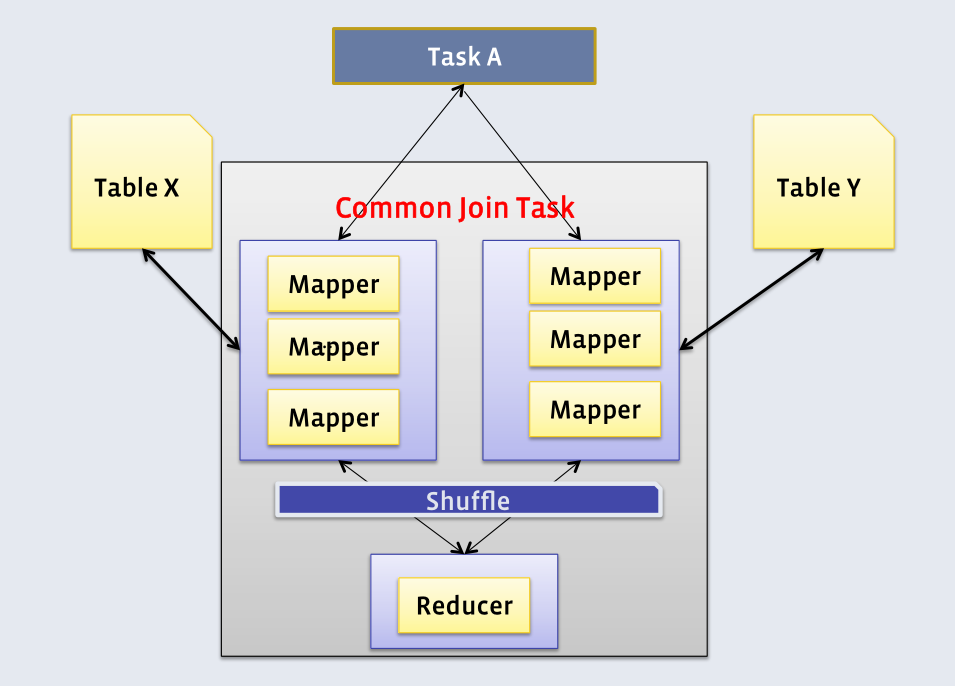 Task A
Table X
Table Y
Common Join Task
Mapper
Mapper
Mapper
Mapper
Mapper
Mapper
Shuffle
Reducer